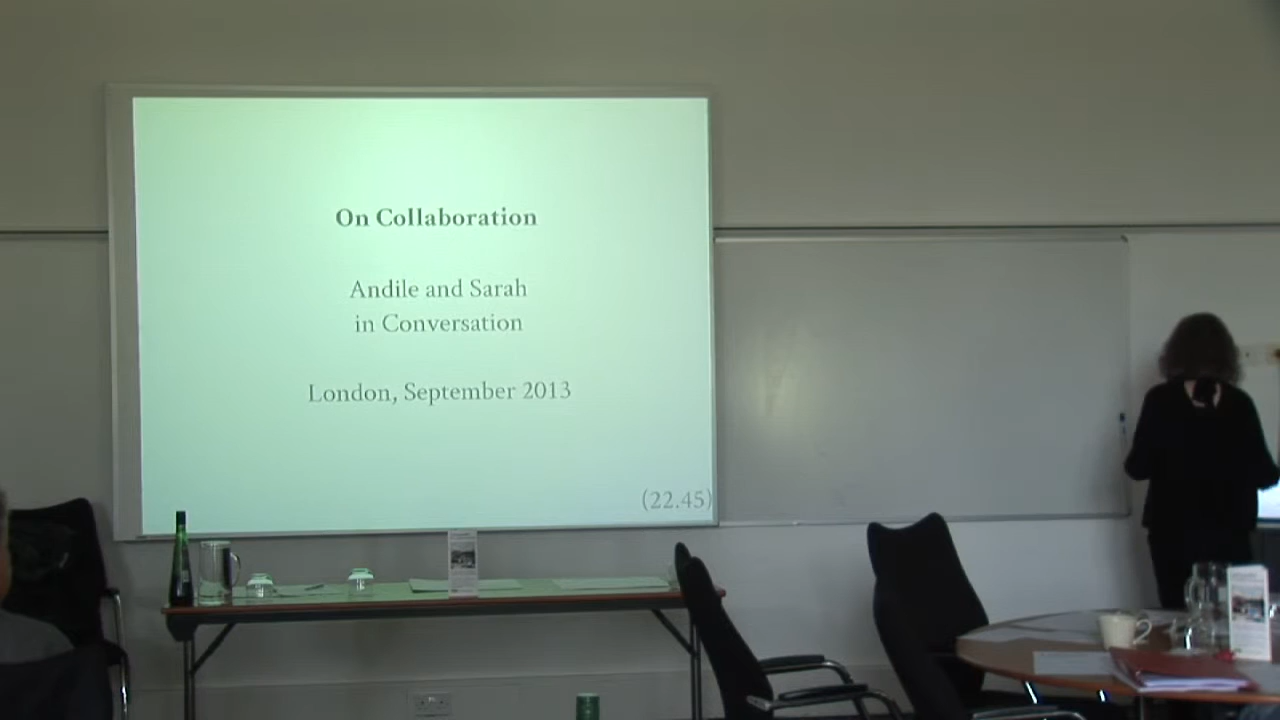 On Collaboration
Andile and Sarah
in Conversation
London, September 2013
(22.45)